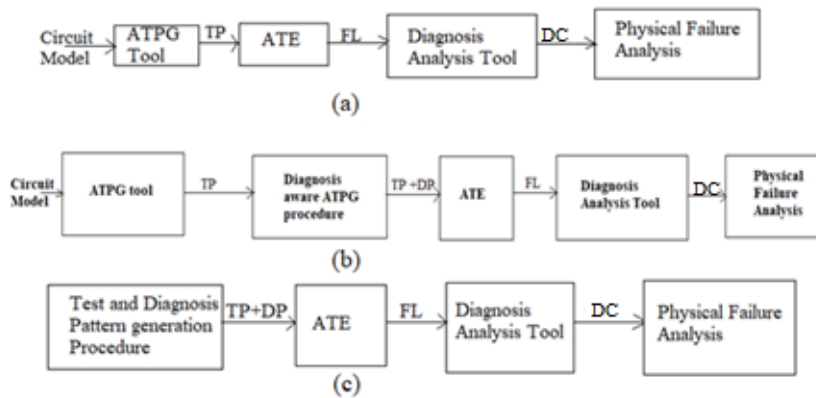 Circuit Model
ATPG Tool
TP
ATE
FL
Diagnosis Analysis Tool
DC
Physical Failure Analysis
(a)
Circuit Model
ATPG tool
TP
Diagnosis aware ATPG procedure
TP +DP
ATE
FL
Diagnosis Analysis Tool
DC
Physical Failure Analysis
(b)
Test and Diagnosis Pattern generation Procedure
TP+DP
ATE
FL
Diagnosis Analysis Tool
DC
Physical Failure Analysis
(c)